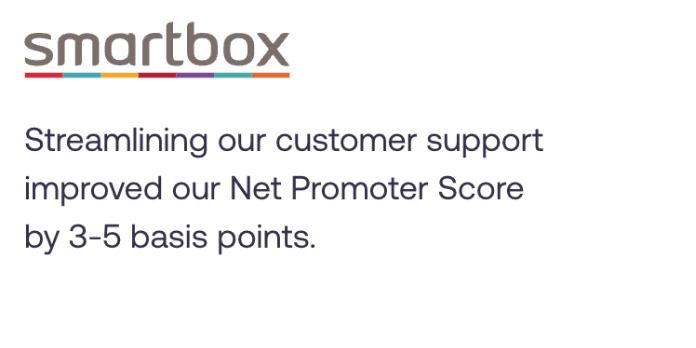 smartbox
Streamlining our customer support
improved our Net Promoter Score
by 3-5 basis points.